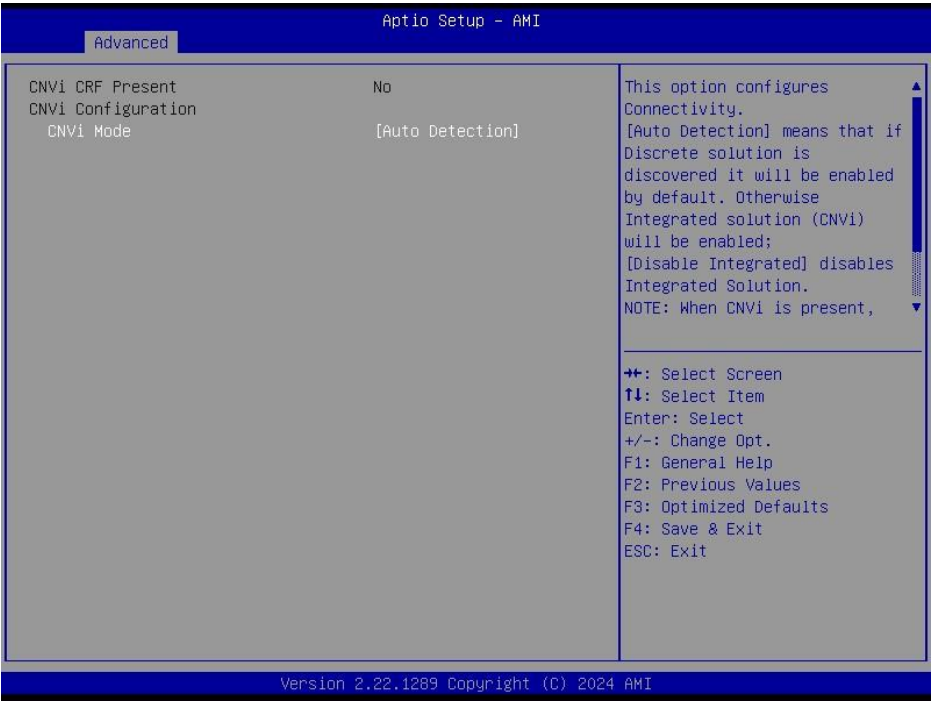 Aptio Setup - AMI
Advanced
CNVi CRF Present No
CNVi Configuration
CNVi Mode [Auto Detection]
This option configures
Connectivity.
[Auto Detection] means that if
Discrete solution is
discovered it will be enabled
by default. Otherwise
Integrated solution (CNVi)
will be enabled;
[Disable Integrated] disables
Integrated Solution.
NOTE: When CNVi is present,
→←: Select Screen
↑↓: Select Item
Enter: Select
+/-: Change Opt.
F1: General Help
F2: Previous Values
F3: Optimized Defaults
F4: Save & Exit
ESC: Exit
Version 2.22.1289 Copyright (C) 2024 AMI